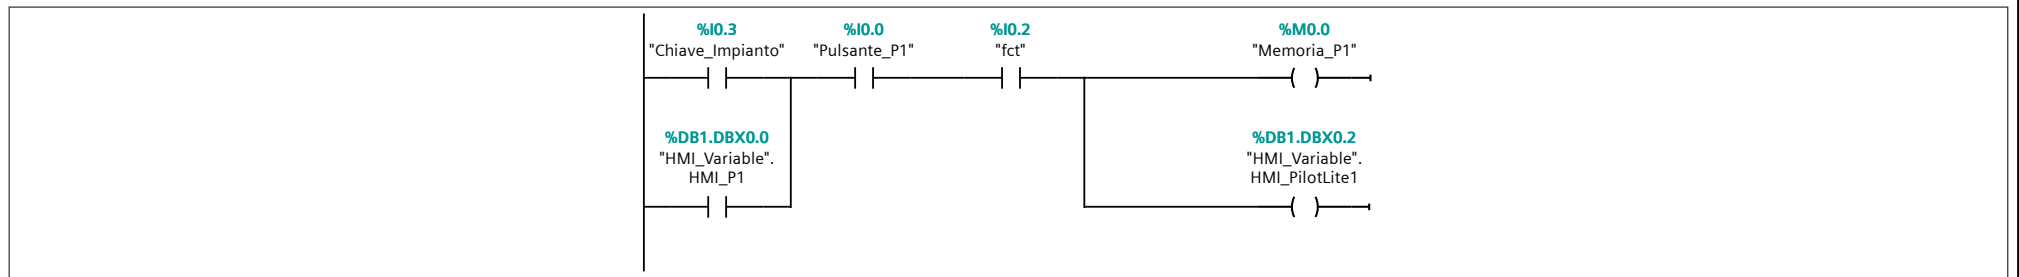 %I0.3 %I0.0 %I0.2 %M0.0
"Chiave_Impianto" "Pulsante_P1" "fct" "Memoria_P1"
%DB1.DBX0.0 %DB1.DBX0.2
"HMI_Variable". "HMI_Variable".
HMI_P1 HMI_PilotLite1